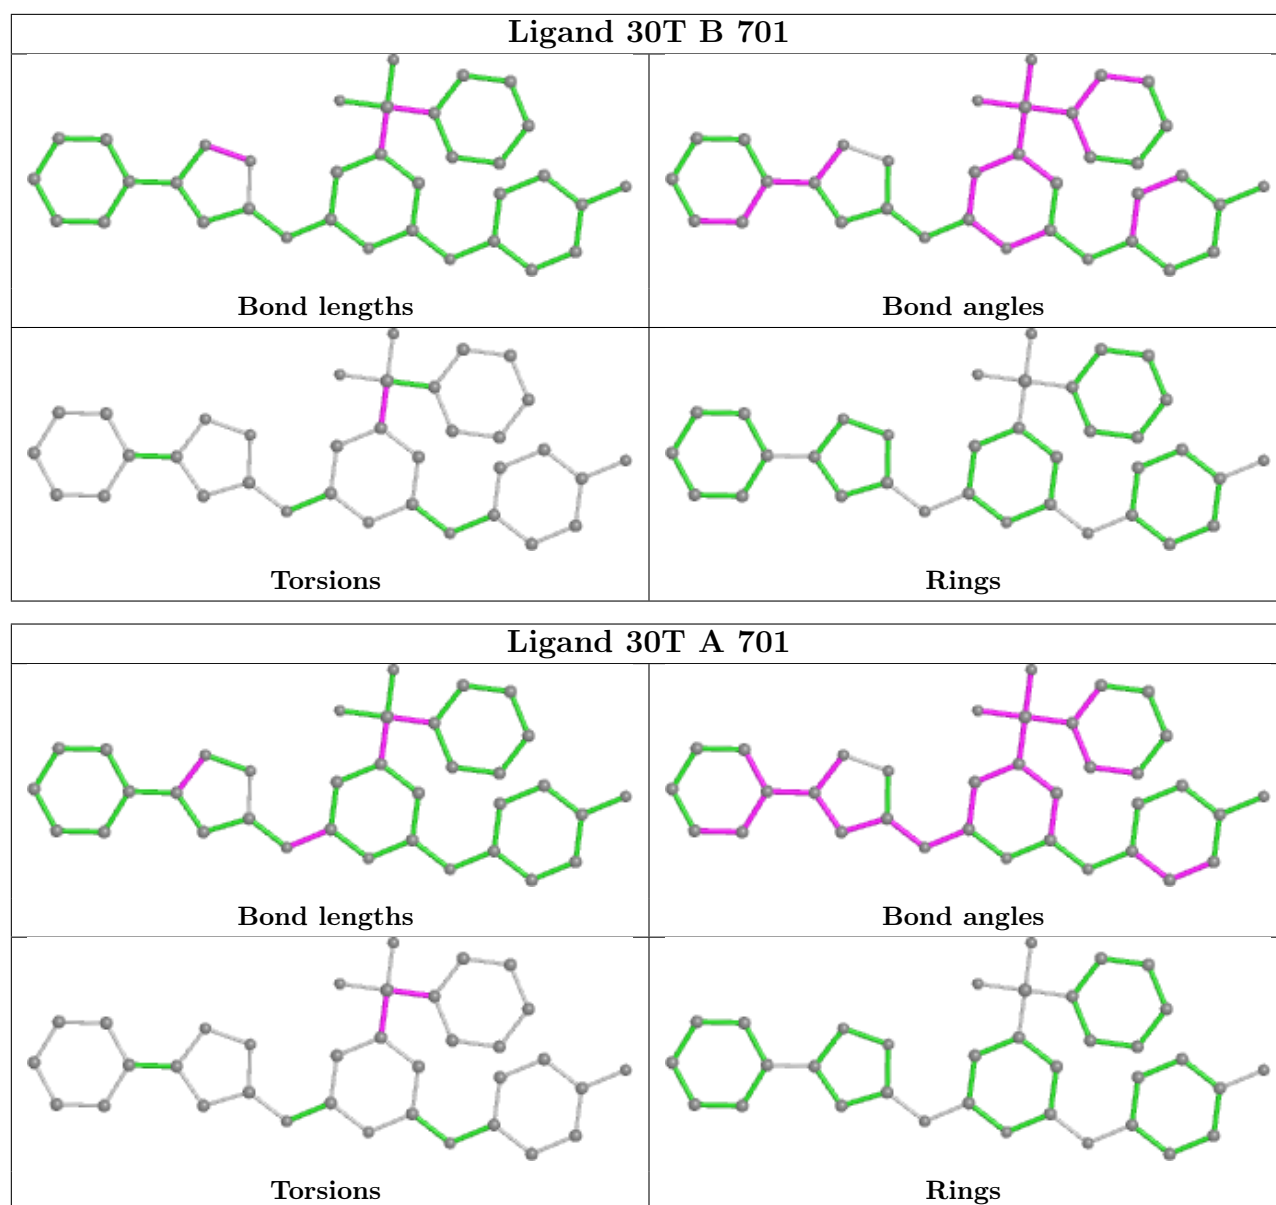 Ligand 30T B 701
Bond lengths
Bond angles
Torsions
Rings
Ligand 30T A 701
Bond lengths
Bond angles
Torsions
Rings